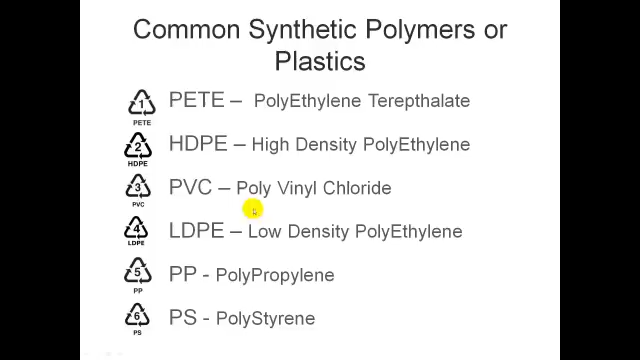 Common Synthetic Polymers or
Plastics
1 PETE PETE – PolyEthylene Terepthalate
2 HDPE HDPE – High Density PolyEthylene
3 PVC PVC – Poly Vinyl Chloride
4 LDPE LDPE – Low Density PolyEthylene
5 PP PP - PolyPropylene
6 PS PS - PolyStyrene